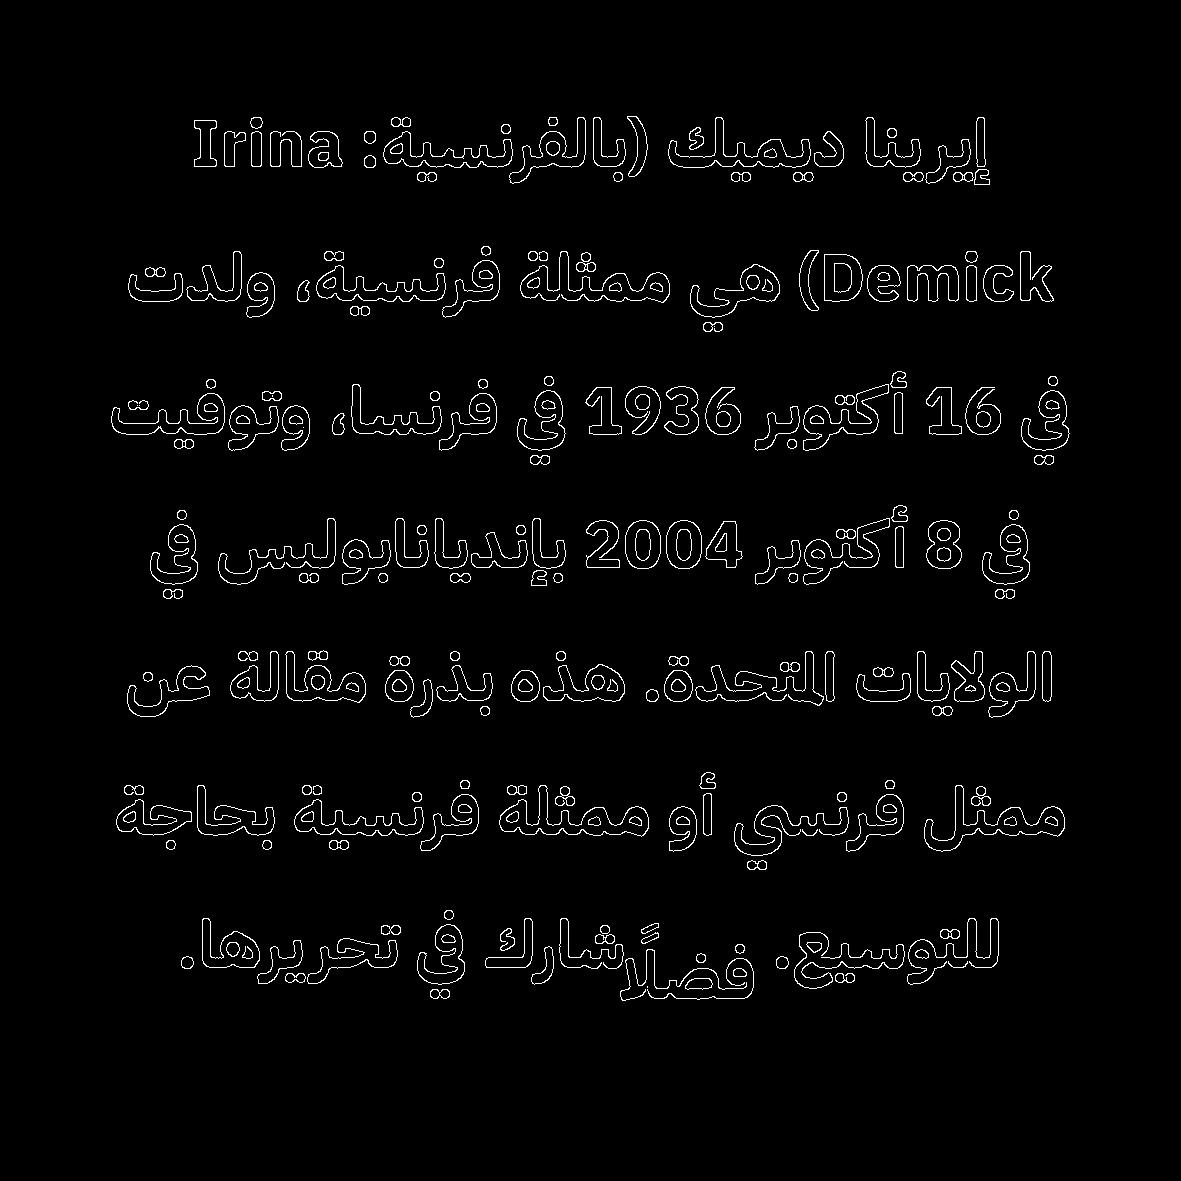 إيرينا ديميك (بالفرنسية: Irina
Demick) هي ممثلة فرنسية، ولدت
في 16 أكتوبر 1936 في فرنسا، وتوفيت
في 8 أكتوبر 2004 بإنديانابوليس في
الولايات المتحدة. هذه بذرة مقالة عن
ممثل فرنسي أو ممثلة فرنسية بحاجة
للتوسيع. فضلًا شارك في تحريرها.